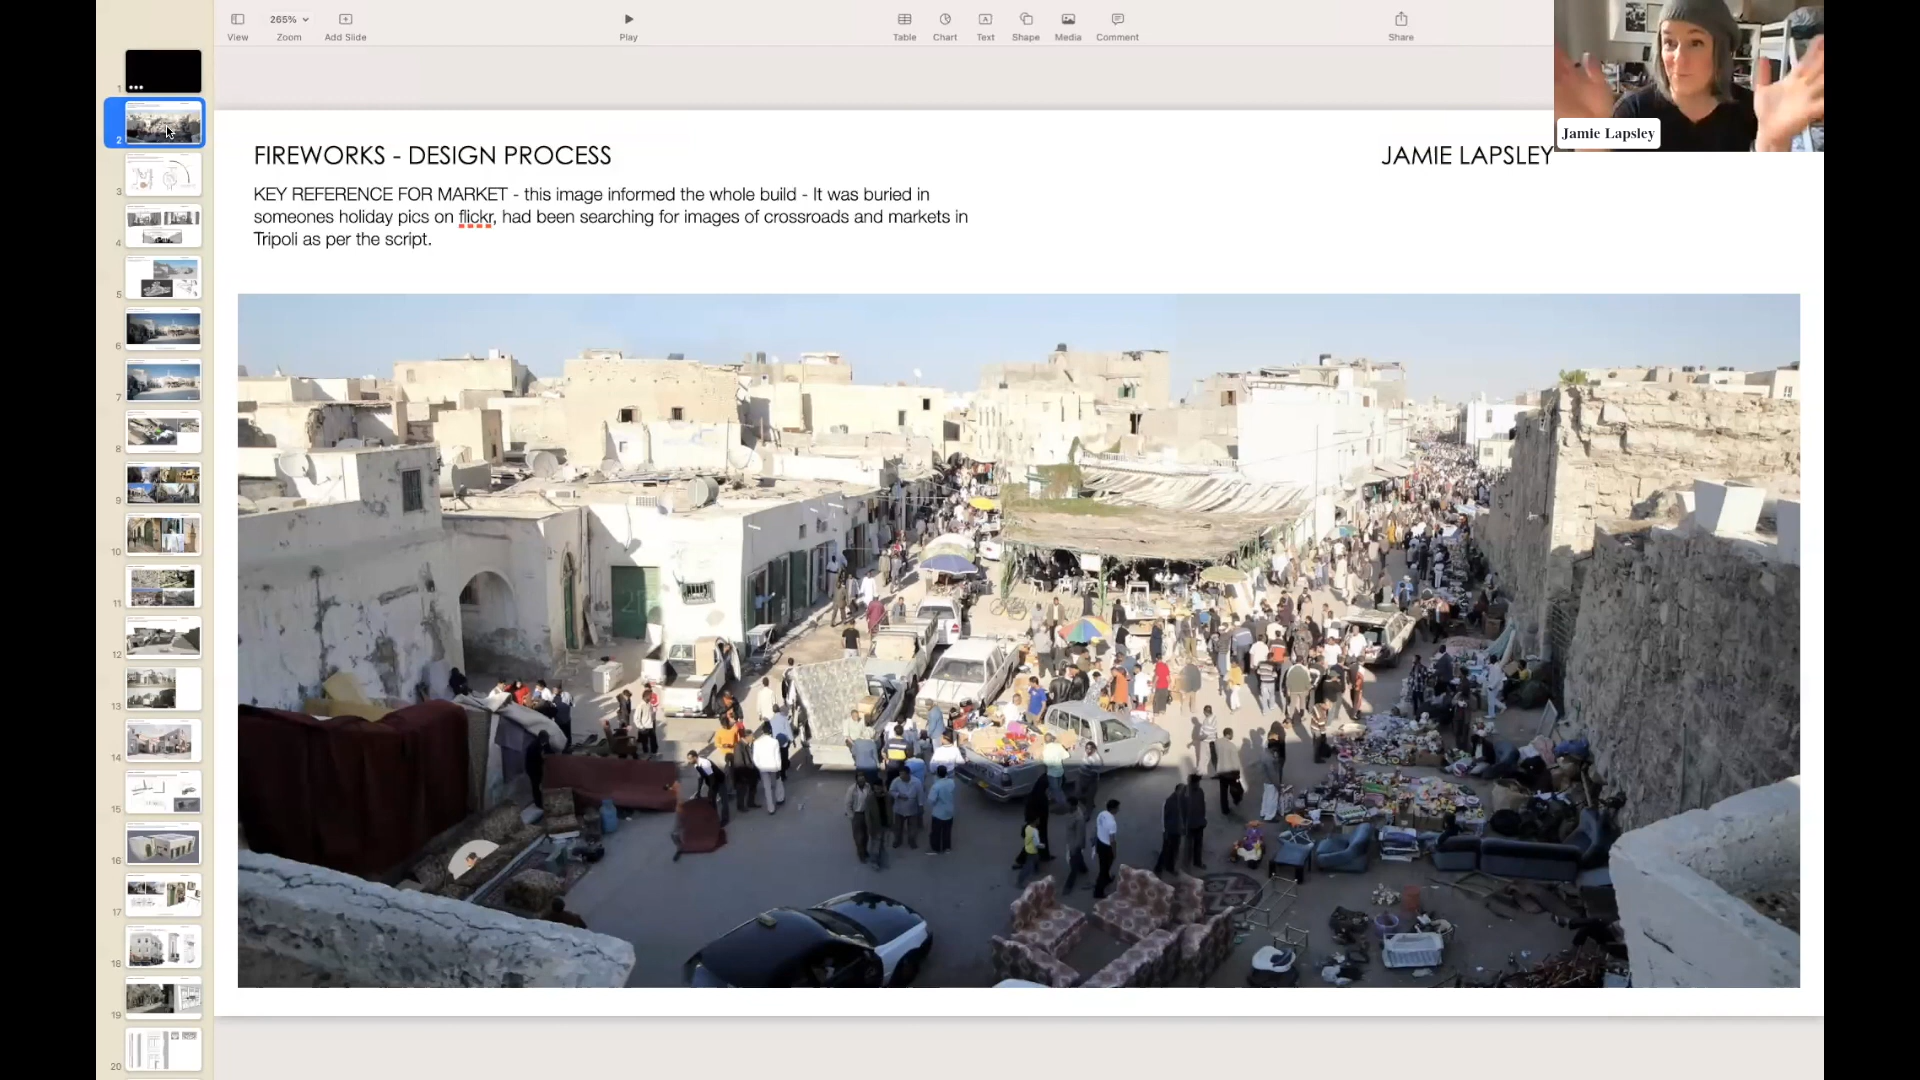 View
265%
Zoom
Add Slide
Play
Table
Chart
Text
Shape
Media
Comment
Share
Jamie Lapsley
FIREWORKS - DESIGN PROCESS
JAMIE LAPSLEY
KEY REFERENCE FOR MARKET - this image informed the whole build - It was buried in
someones holiday pics on flickr, had been searching for images of crossroads and markets in
Tripoli as per the script.
1
2
3
4
5
6
7
8
9
10
11
12
13
14
15
16
17
18
19
20